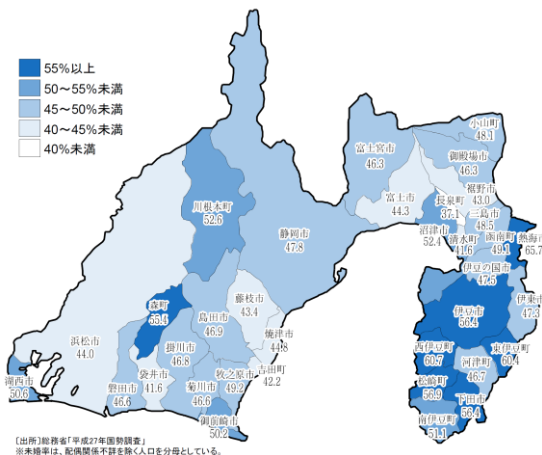 55%以上
50～55%未満
45～50%未満
40～45%未満
40%未満
小山町
48.1
御殿場市
46.3
富士宮市
46.3
裾野市
43.0
富士市
44.3
長泉町
37.1
三島市
48.5
沼津市
52.4
清水町
41.6
函南町
49.1
熱海市
65.7
伊豆の国市
47.5
川根本町
52.6
静岡市
47.8
伊東市
47.3
伊豆市
56.4
森町
55.4
藤枝市
43.4
島田市
46.9
焼津市
44.8
浜松市
44.0
掛川市
46.8
吉田町
42.2
西伊豆町
60.7
東伊豆町
60.4
河津町
46.7
湖西市
50.6
磐田市
46.6
袋井市
41.6
菊川市
46.6
牧之原市
49.2
松崎町
56.9
下田市
56.4
御前崎市
50.2
南伊豆町
51.1
〔出所〕総務省「平成27年国勢調査」
※未婚率は、配偶関係不詳を除く人口を分母としている。